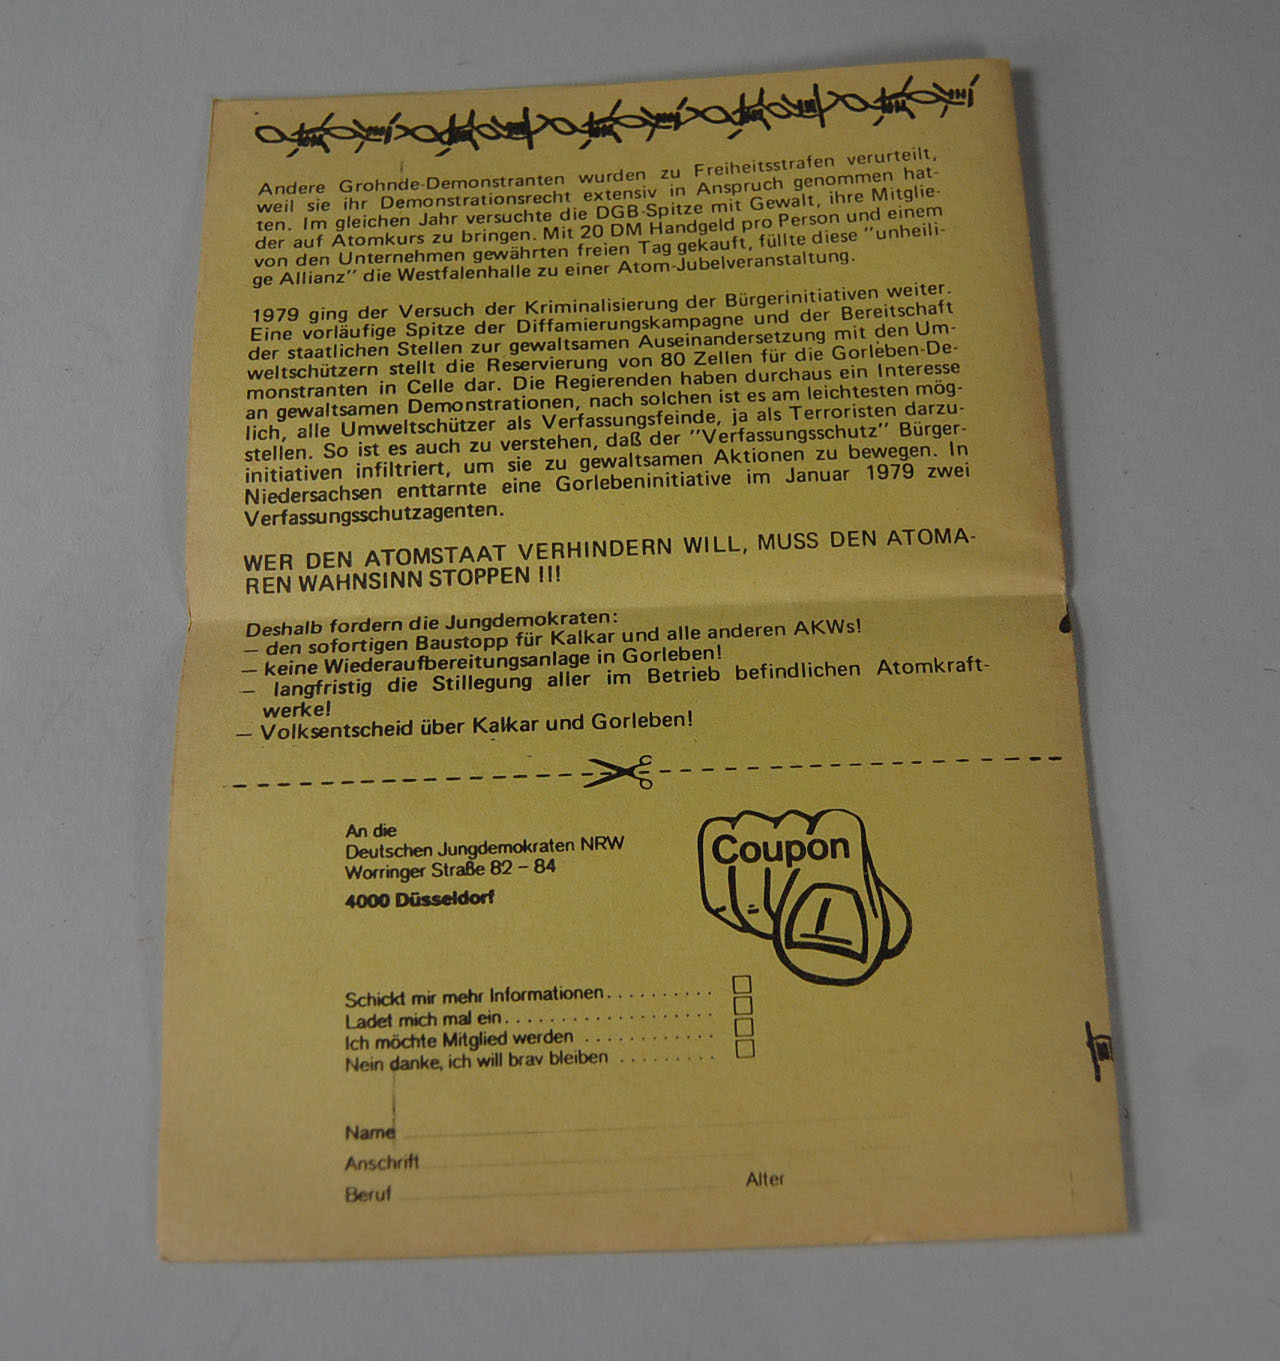 Andere Grohnde-Demonstranten wurden zu Freiheitsstrafen verurteilt,
weil sie ihr Demonstrationsrecht extensiv in Anspruch genommen hat-
ten. Im gleichen Jahr versuchte die DGB-Spitze mit Gewalt, ihre Mitglie-
der auf Atomkurs zu bringen. Mit 20 DM Handgeld pro Person und einem
von den Unternehmen gewährten freien Tag gekauft, füllte diese "unheili-
ge Allianz" die Westfalenhalle zu einer Atom-Jubelveranstaltung.
1979 ging der Versuch der Kriminalisierung der Bürgerinitiativen weiter.
Eine vorläufige Spitze der Diffamierungskampagne und der Bereitschaft
der staatlichen Stellen zur gewaltsamen Auseinandersetzung mit den Um-
weltschützern stellt die Reservierung von 80 Zellen für die Gorleben-De-
monstranten in Celle dar. Die Regierenden haben durchaus ein Interesse
an gewaltsamen Demonstrationen, nach solchen ist es am leichtesten mög-
lich, alle Umweltschützer als Verfassungsfeinde, ja als Terroristen darzu-
stellen. So ist es auch zu verstehen, daß der "Verfassungsschutz" Bürger-
initiativen infiltriert, um sie zu gewaltsamen Aktionen zu bewegen. In
Niedersachsen enttarnte eine Gorlebeninitiative im Januar 1979 zwei
Verfassungsschutzagenten.
WER DEN ATOMSTAAT VERHINDERN WILL, MUSS DEN ATOMA-
REN WAHNSINN STOPPEN !!!
Deshalb fordern die Jungdemokraten:
— den sofortigen Baustopp für Kalkar und alle anderen AKWs!
— keine Wiederaufbereitungsanlage in Gorleben!
— langfristig die Stillegung aller im Betrieb befindlichen Atomkraft-
werke!
— Volksentscheid über Kalkar und Gorleben!
An die
Deutschen Jungdemokraten NRW
Worringer Straße 82 – 84
4000 Düsseldorf
Coupon
Schickt mir mehr Informationen . . . . . . . . . .
Ladet mich mal ein . . . . . . . . . . . . . . . . . . .
Ich möchte Mitglied werden . . . . . . . . . . . .
Nein danke, ich will brav bleiben . . . . . . . . .
Name
Anschrift
Beruf Alter